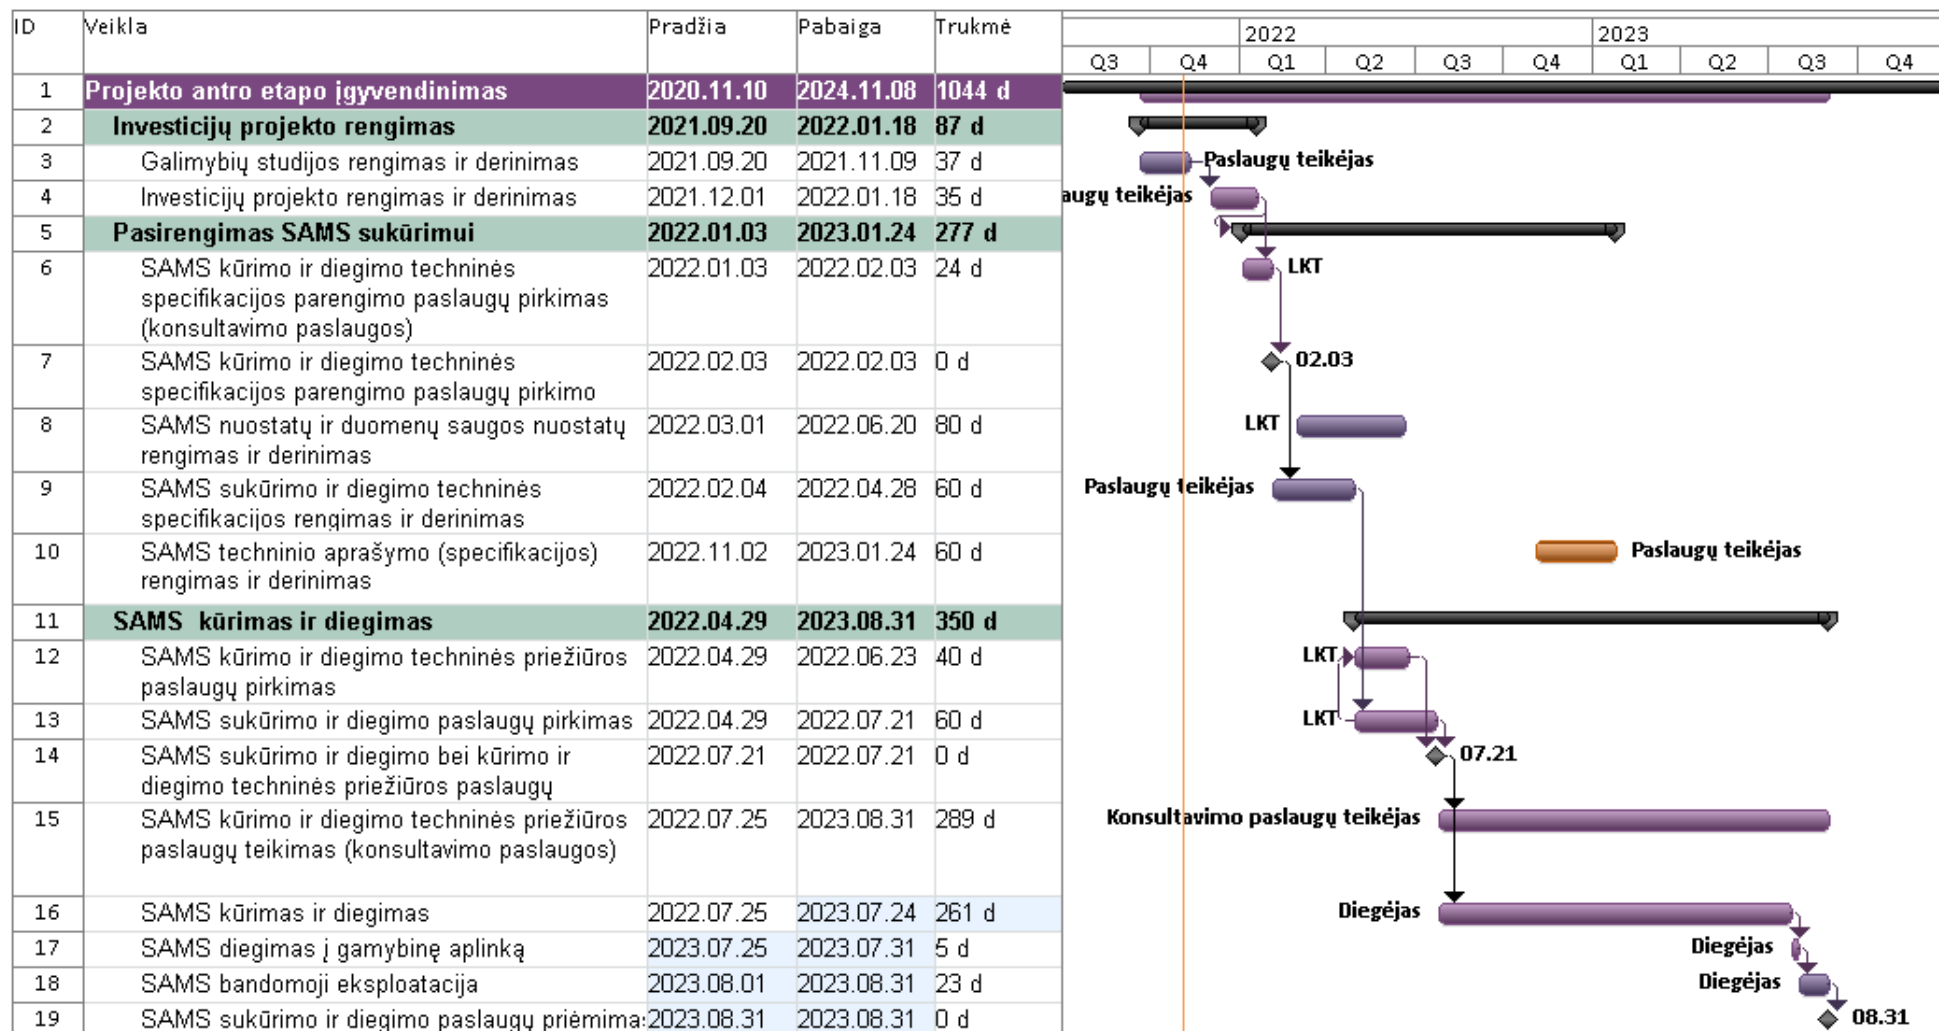 ID Veikla Pradžia Pabaiga Trukmė
2022 2023
Q3 Q4 Q1 Q2 Q3 Q4 Q1 Q2 Q3 Q4
1 Projekto antro etapo įgyvendinimas 2020.11.10 2024.11.08 1044 d
2 Investicijų projekto rengimas 2021.09.20 2022.01.18 87 d
3 Galimybių studijos rengimas ir derinimas 2021.09.20 2021.11.09 37 d Paslaugų teikėjas
4 Investicijų projekto rengimas ir derinimas 2021.12.01 2022.01.18 35 d augų teikėjas
5 Pasirengimas SAMS sukūrimui 2022.01.03 2023.01.24 277 d
6 SAMS kūrimo ir diegimo techninės 2022.01.03 2022.02.03 24 d LKT
specifikacijos parengimo paslaugų pirkimas
(konsultavimo paslaugos)
7 SAMS kūrimo ir diegimo techninės 2022.02.03 2022.02.03 0 d 02.03
specifikacijos parengimo paslaugų pirkimo
8 SAMS nuostatų ir duomenų saugos nuostatų 2022.03.01 2022.06.20 80 d LKT
rengimas ir derinimas
9 SAMS sukūrimo ir diegimo techninės 2022.02.04 2022.04.28 60 d Paslaugų teikėjas
specifikacijos rengimas ir derinimas
10 SAMS techninio aprašymo (specifikacijos) 2022.11.02 2023.01.24 60 d Paslaugų teikėjas
rengimas ir derinimas
11 SAMS kūrimas ir diegimas 2022.04.29 2023.08.31 350 d
12 SAMS kūrimo ir diegimo techninės priežiūros 2022.04.29 2022.06.23 40 d LKT
paslaugų pirkimas
13 SAMS sukūrimo ir diegimo paslaugų pirkimas 2022.04.29 2022.07.21 60 d LKT
14 SAMS sukūrimo ir diegimo bei kūrimo ir 2022.07.21 2022.07.21 0 d 07.21
diegimo techninės priežiūros paslaugų
15 SAMS kūrimo ir diegimo techninės priežiūros 2022.07.25 2023.08.31 289 d Konsultavimo paslaugų teikėjas
paslaugų teikimas (konsultavimo paslaugos)
16 SAMS kūrimas ir diegimas 2022.07.25 2023.07.24 261 d Diegėjas
17 SAMS diegimas į gamybinę aplinką 2023.07.25 2023.07.31 5 d Diegėjas
18 SAMS bandomoji eksploatacija 2023.08.01 2023.08.31 23 d Diegėjas
19 SAMS sukūrimo ir diegimo paslaugų priėmima 2023.08.31 2023.08.31 0 d 08.31